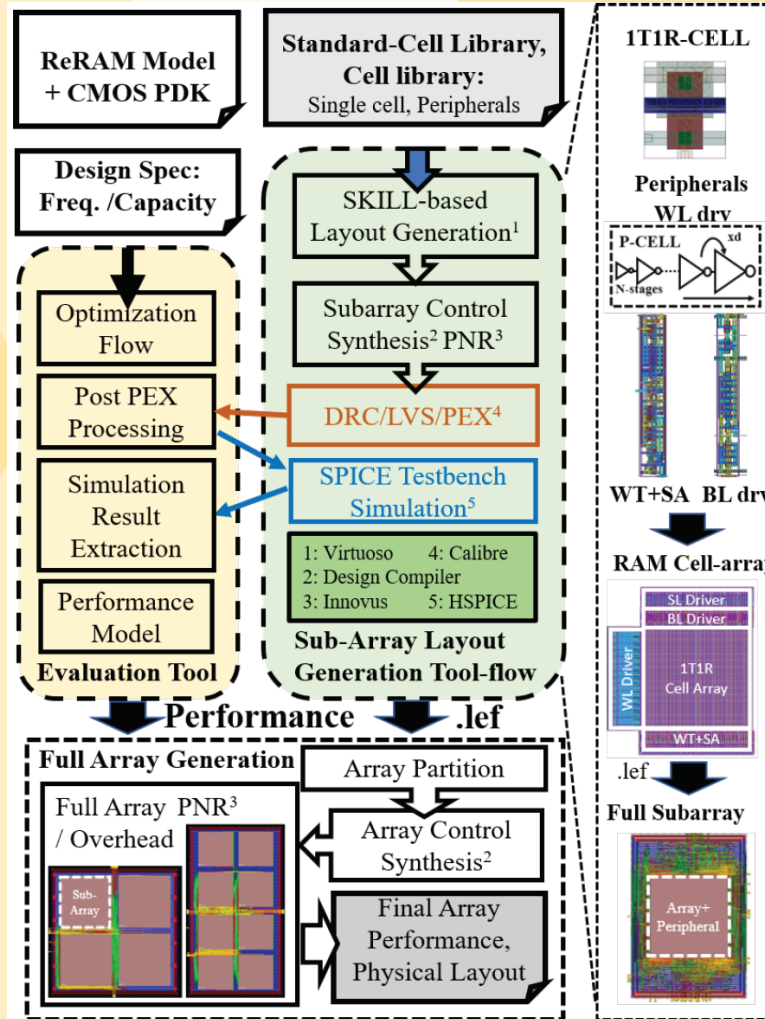 ReRAM Model
+ CMOS PDK
Standard-Cell Library,
Cell library:
Single cell, Peripherals
Design Spec:
Freq. /Capacity
Optimization
Flow
Post PEX
Processing
Simulation
Result
Extraction
Performance
Model
Evaluation Tool
SKILL-based
Layout Generation¹
Subarray Control
Synthesis² PNR³
DRC/LVS/PEX⁴
SPICE Testbench
Simulation⁵
1: Virtuoso 4: Calibre
2: Design Compiler
3: Innovus 5: HSPICE
Sub-Array Layout
Generation Tool-flow
Performance
.lef
Full Array Generation
Full Array PNR³
/ Overhead
Sub-
Array
Array Partition
Array Control
Synthesis²
Final Array
Performance,
Physical Layout
1T1R-CELL
Peripherals
WL drv
P-CELL
xd
N-stages
WT+SA BL drv
RAM Cell-array
SL Driver
BL Driver
WL Driver
1T1R
Cell Array
WT+SA
.lef
Full Subarray
Array+
Peripheral